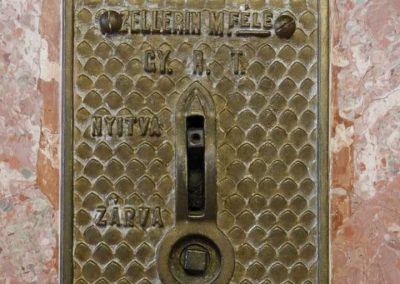 ZELLERIN M FÉLE
GY. R. T.
NYITVA
ZÁRVA